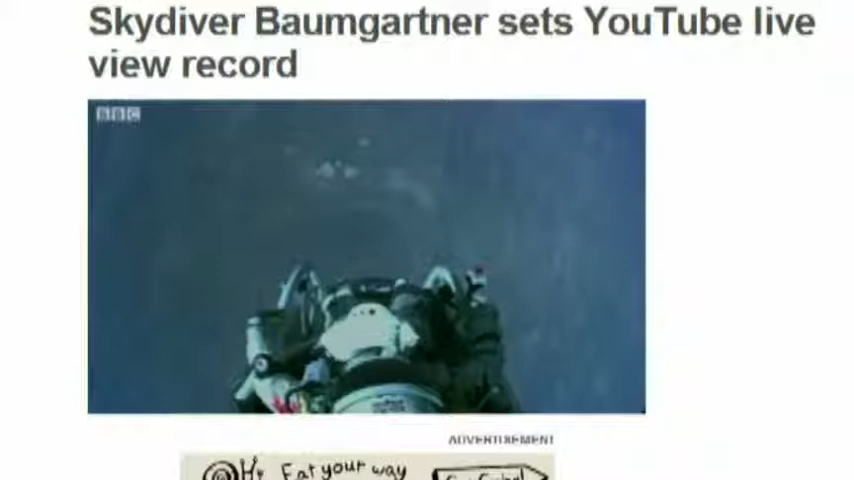 Skydiver Baumgartner sets YouTube live
view record
BBC
ADVERTISEMENT
Eat your way